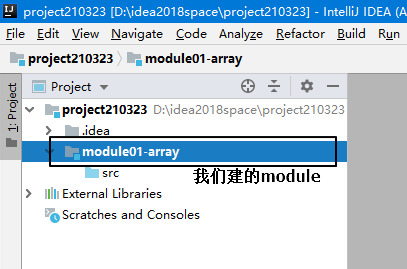 project210323 [D:\idea2018space\project210323] - IntelliJ IDEA (A
File Edit View Navigate Code Analyze Refactor Build Run
project210323 module01-array
1: Project
Project
project210323 D:\idea2018space\project210323
.idea
module01-array
src
我们建的module
External Libraries
Scratches and Consoles